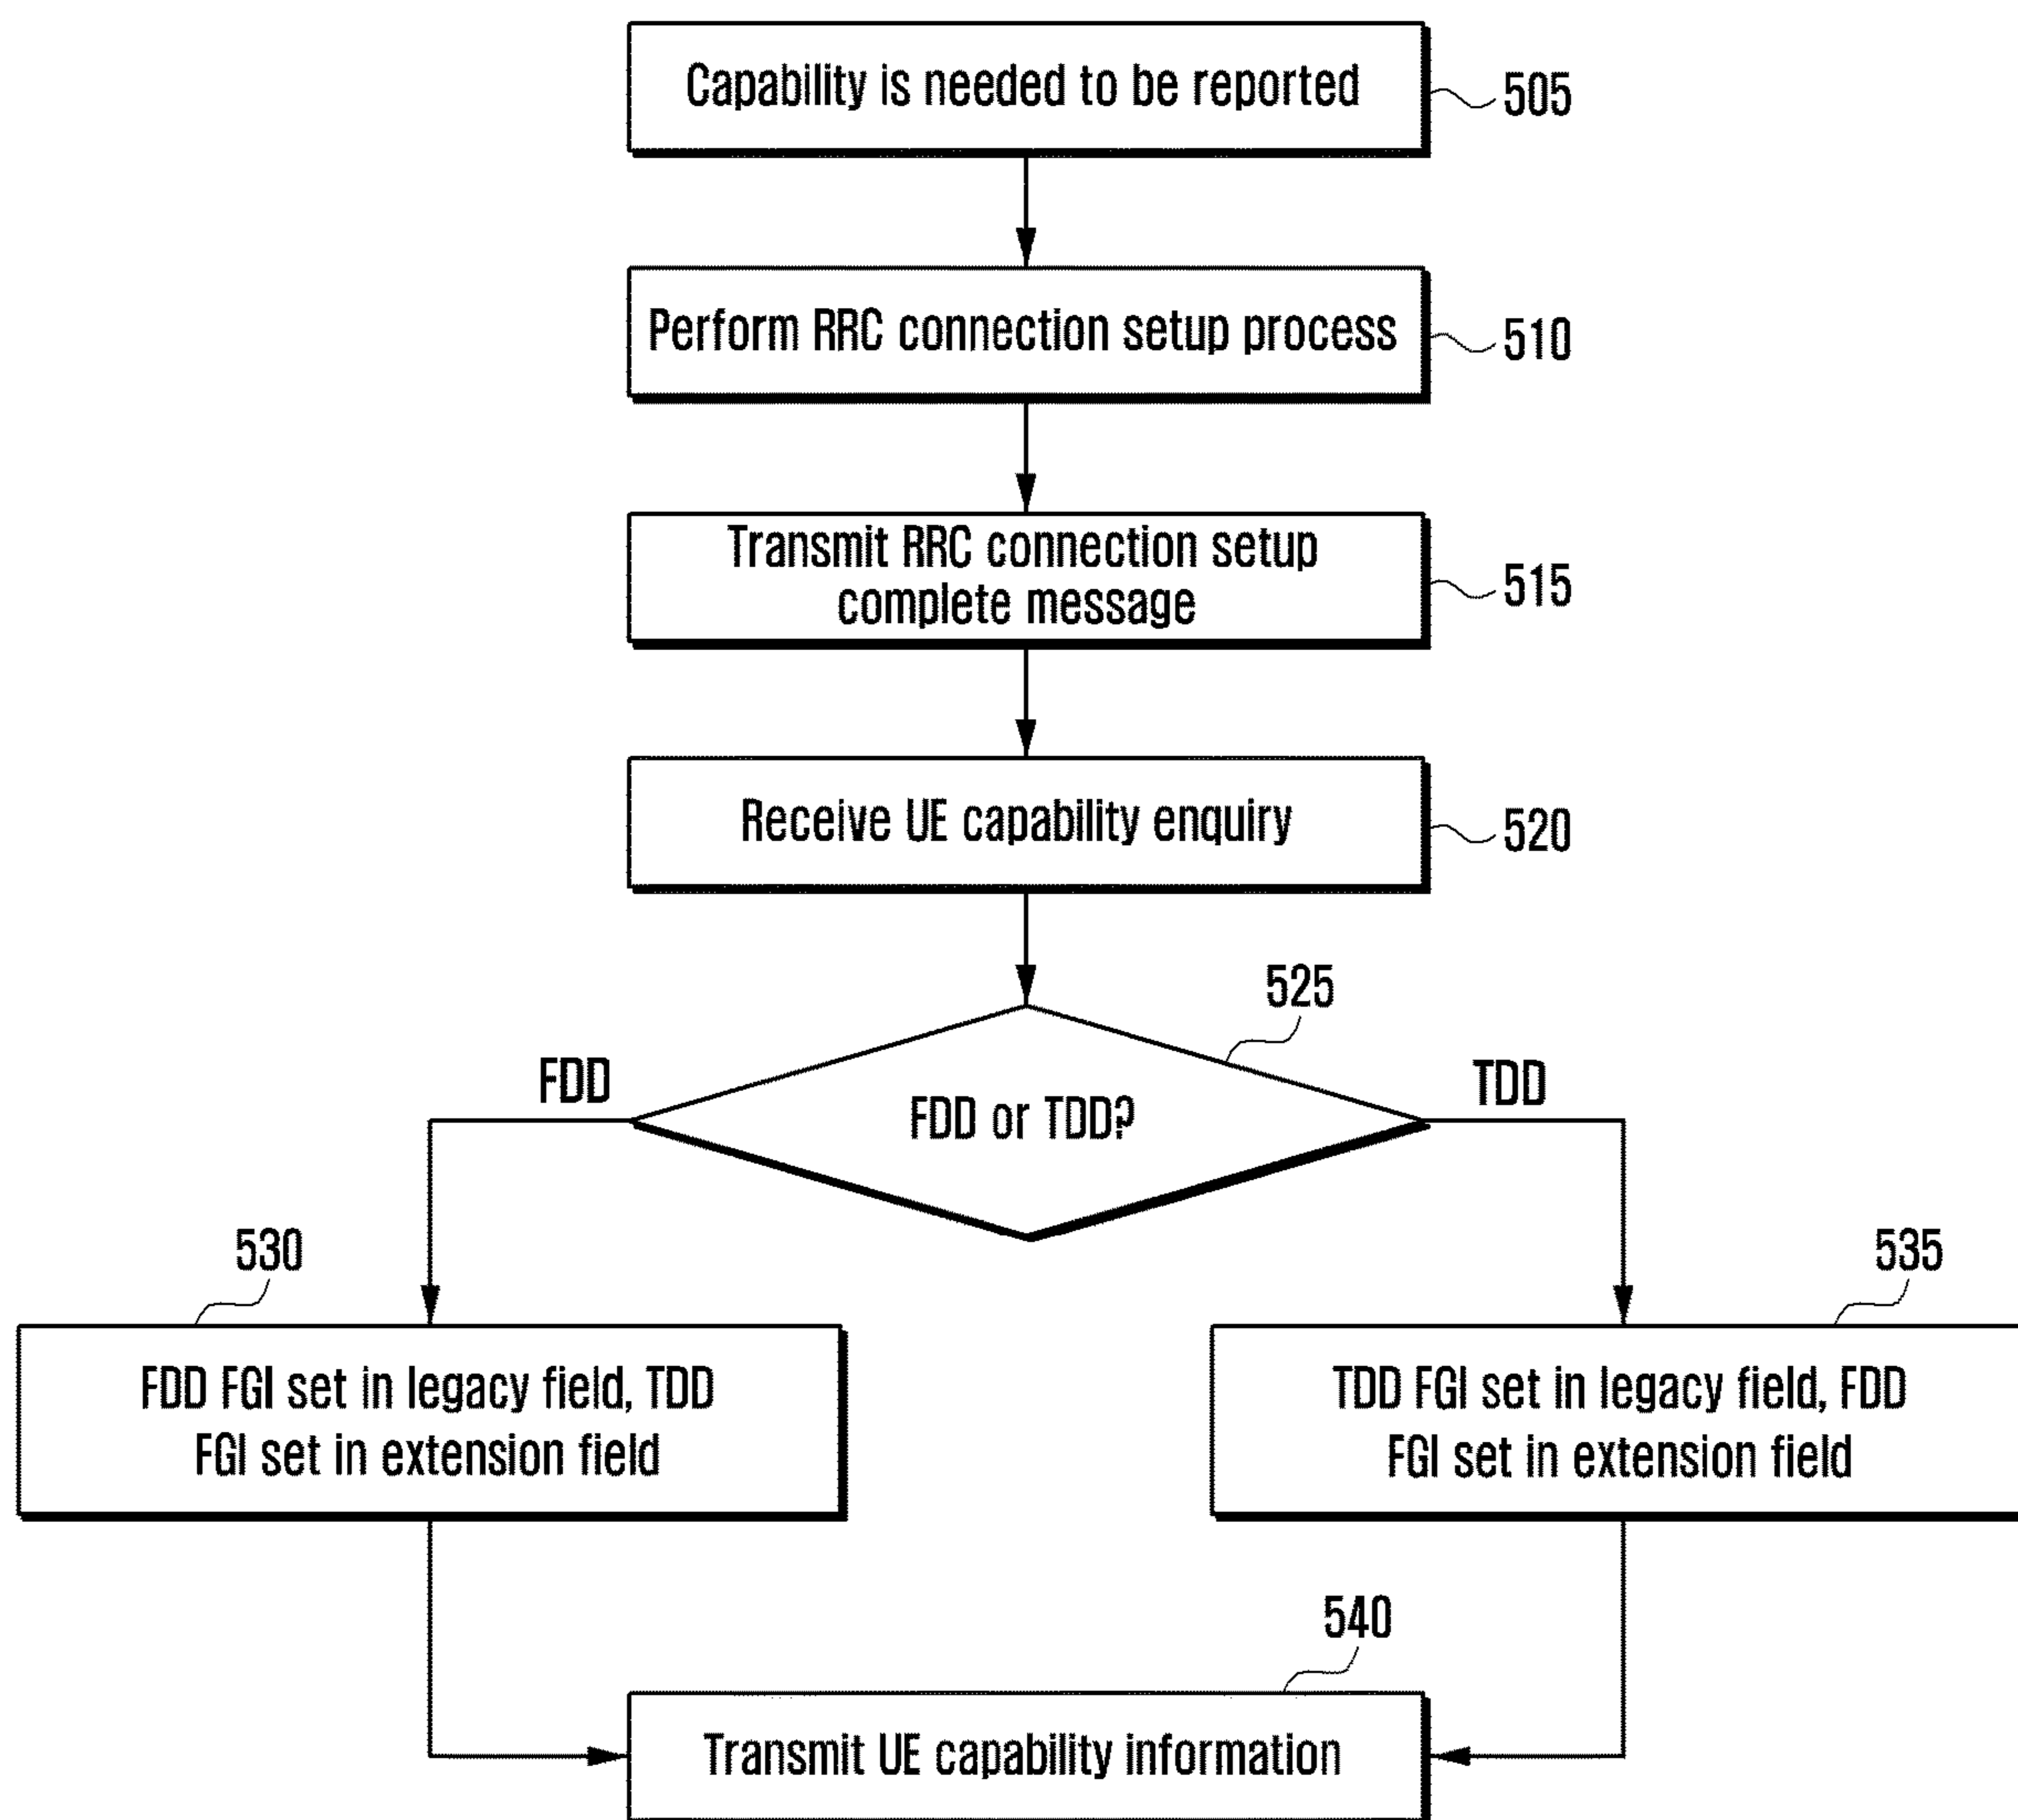 Capability is needed to be reported
505
Perform RRC connection setup process
510
Transmit RRC connection setup
complete message
515
Receive UE capability enquiry
520
525
FDD
FDD or TDD?
TDD
530
535
FDD FGI set in legacy field, TDD
FGI set in extension field
TDD FGI set in legacy field, FDD
FGI set in extension field
540
Transmit UE capability information